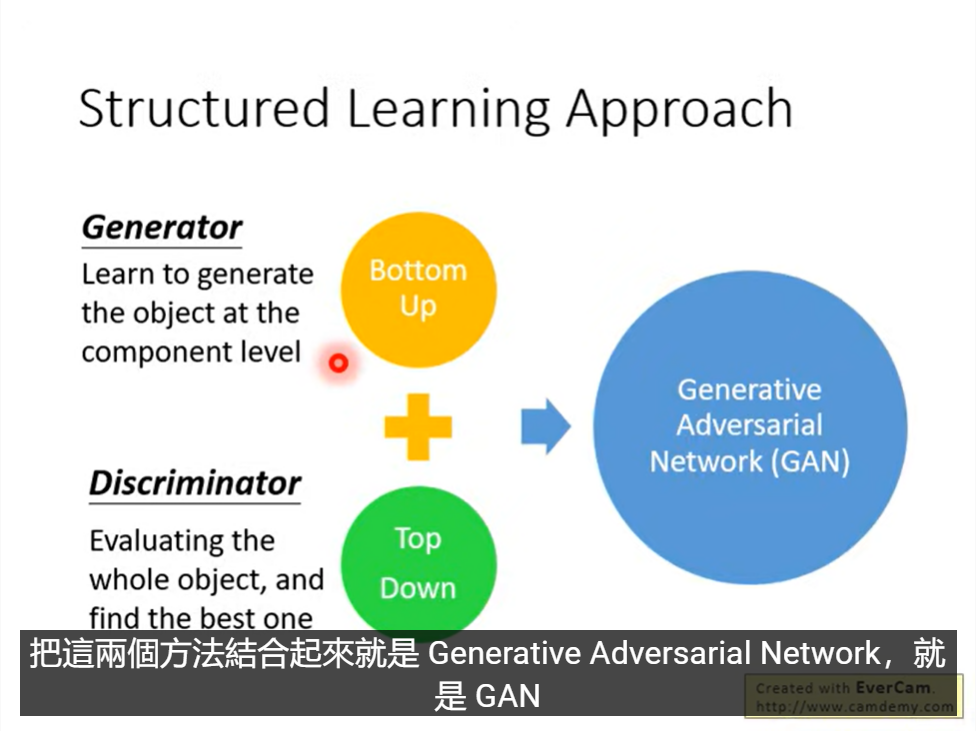 Structured Learning Approach
Generator
Learn to generate
the object at the
component level
Bottom
Up
Discriminator
Evaluating the
whole object, and
find the best one
Top
Down
Generative
Adversarial
Network (GAN)
把這兩個方法結合起來就是 Generative Adversarial Network，就
是 GAN
Created with EverCam.
http://www.camdemy.com